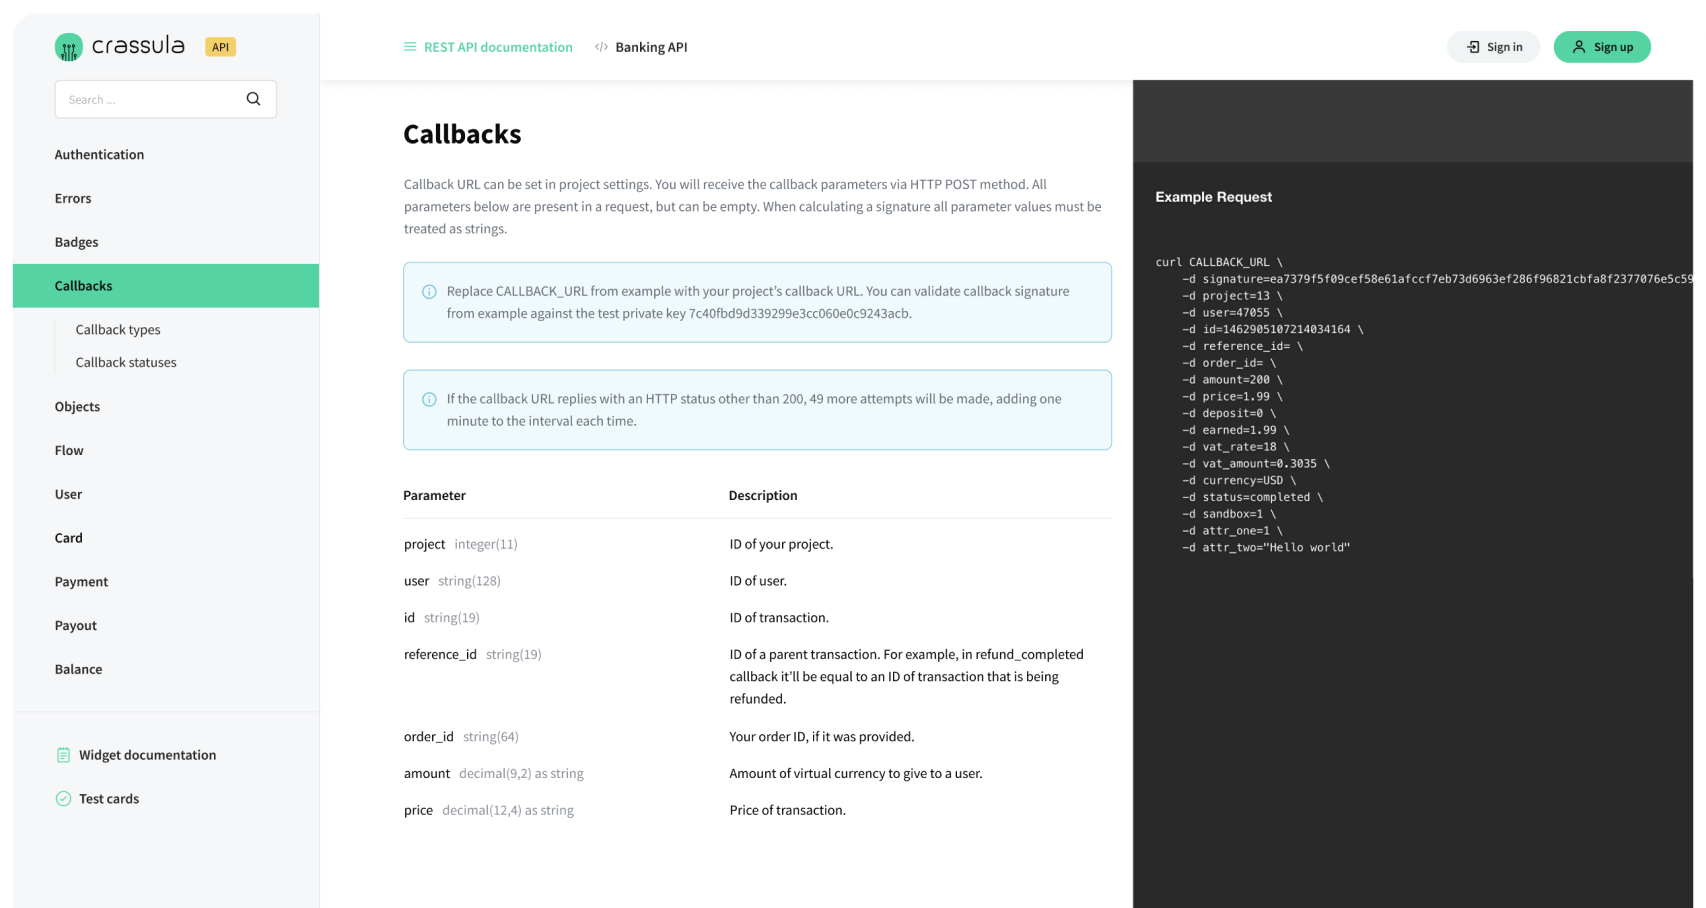 crassula API
Search ...
Authentication
Errors
Badges
Callbacks
Callback types
Callback statuses
Objects
Flow
User
Card
Payment
Payout
Balance
Widget documentation
Test cards
REST API documentation </> Banking API
Sign in Sign up
Callbacks
Callback URL can be set in project settings. You will receive the callback parameters via HTTP POST method. All
parameters below are present in a request, but can be empty. When calculating a signature all parameter values must be
treated as strings.
Replace CALLBACK_URL from example with your project's callback URL. You can validate callback signature
from example against the test private key 7c40fbd9d339299e3cc060e0c9243acb.
If the callback URL replies with an HTTP status other than 200, 49 more attempts will be made, adding one
minute to the interval each time.
Parameter Description
project integer(11) ID of your project.
user string(128) ID of user.
id string(19) ID of transaction.
reference_id string(19) ID of a parent transaction. For example, in refund_completed
callback it'll be equal to an ID of transaction that is being
refunded.
order_id string(64) Your order ID, if it was provided.
amount decimal(9,2) as string Amount of virtual currency to give to a user.
price decimal(12,4) as string Price of transaction.
Example Request
curl CALLBACK_URL \
-d signature=ea7379f5f09cef58e61afccf7eb73d6963ef286f96821cbfa8f2377076e5c59
-d project=13 \
-d user=47055 \
-d id=1462905107214034164 \
-d reference_id= \
-d order_id= \
-d amount=200 \
-d price=1.99 \
-d deposit=0 \
-d earned=1.99 \
-d vat_rate=18 \
-d vat_amount=0.3035 \
-d currency=USD \
-d status=completed \
-d sandbox=1 \
-d attr_one=1 \
-d attr_two="Hello world"